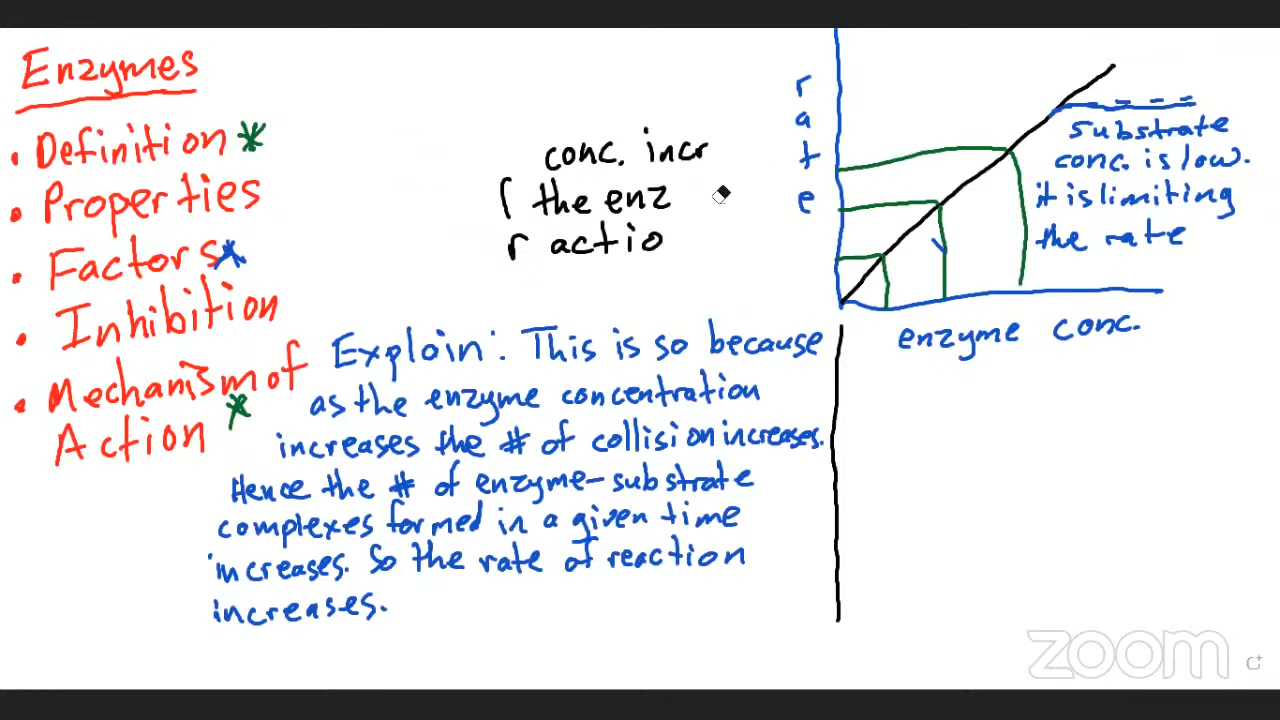 Enzymes
• Definition *
• Properties
• Factors *
• Inhibition
• Mechanism of
Action *
conc. incr
the enz
r actio
Explain: This is so because
as the enzyme concentration
increases the # of collision increases.
Hence the # of enzyme-substrate
complexes formed in a given time
increases. So the rate of reaction
increases.
rate
substrate
conc. is low.
it is limiting
the rate
enzyme conc.
zoom